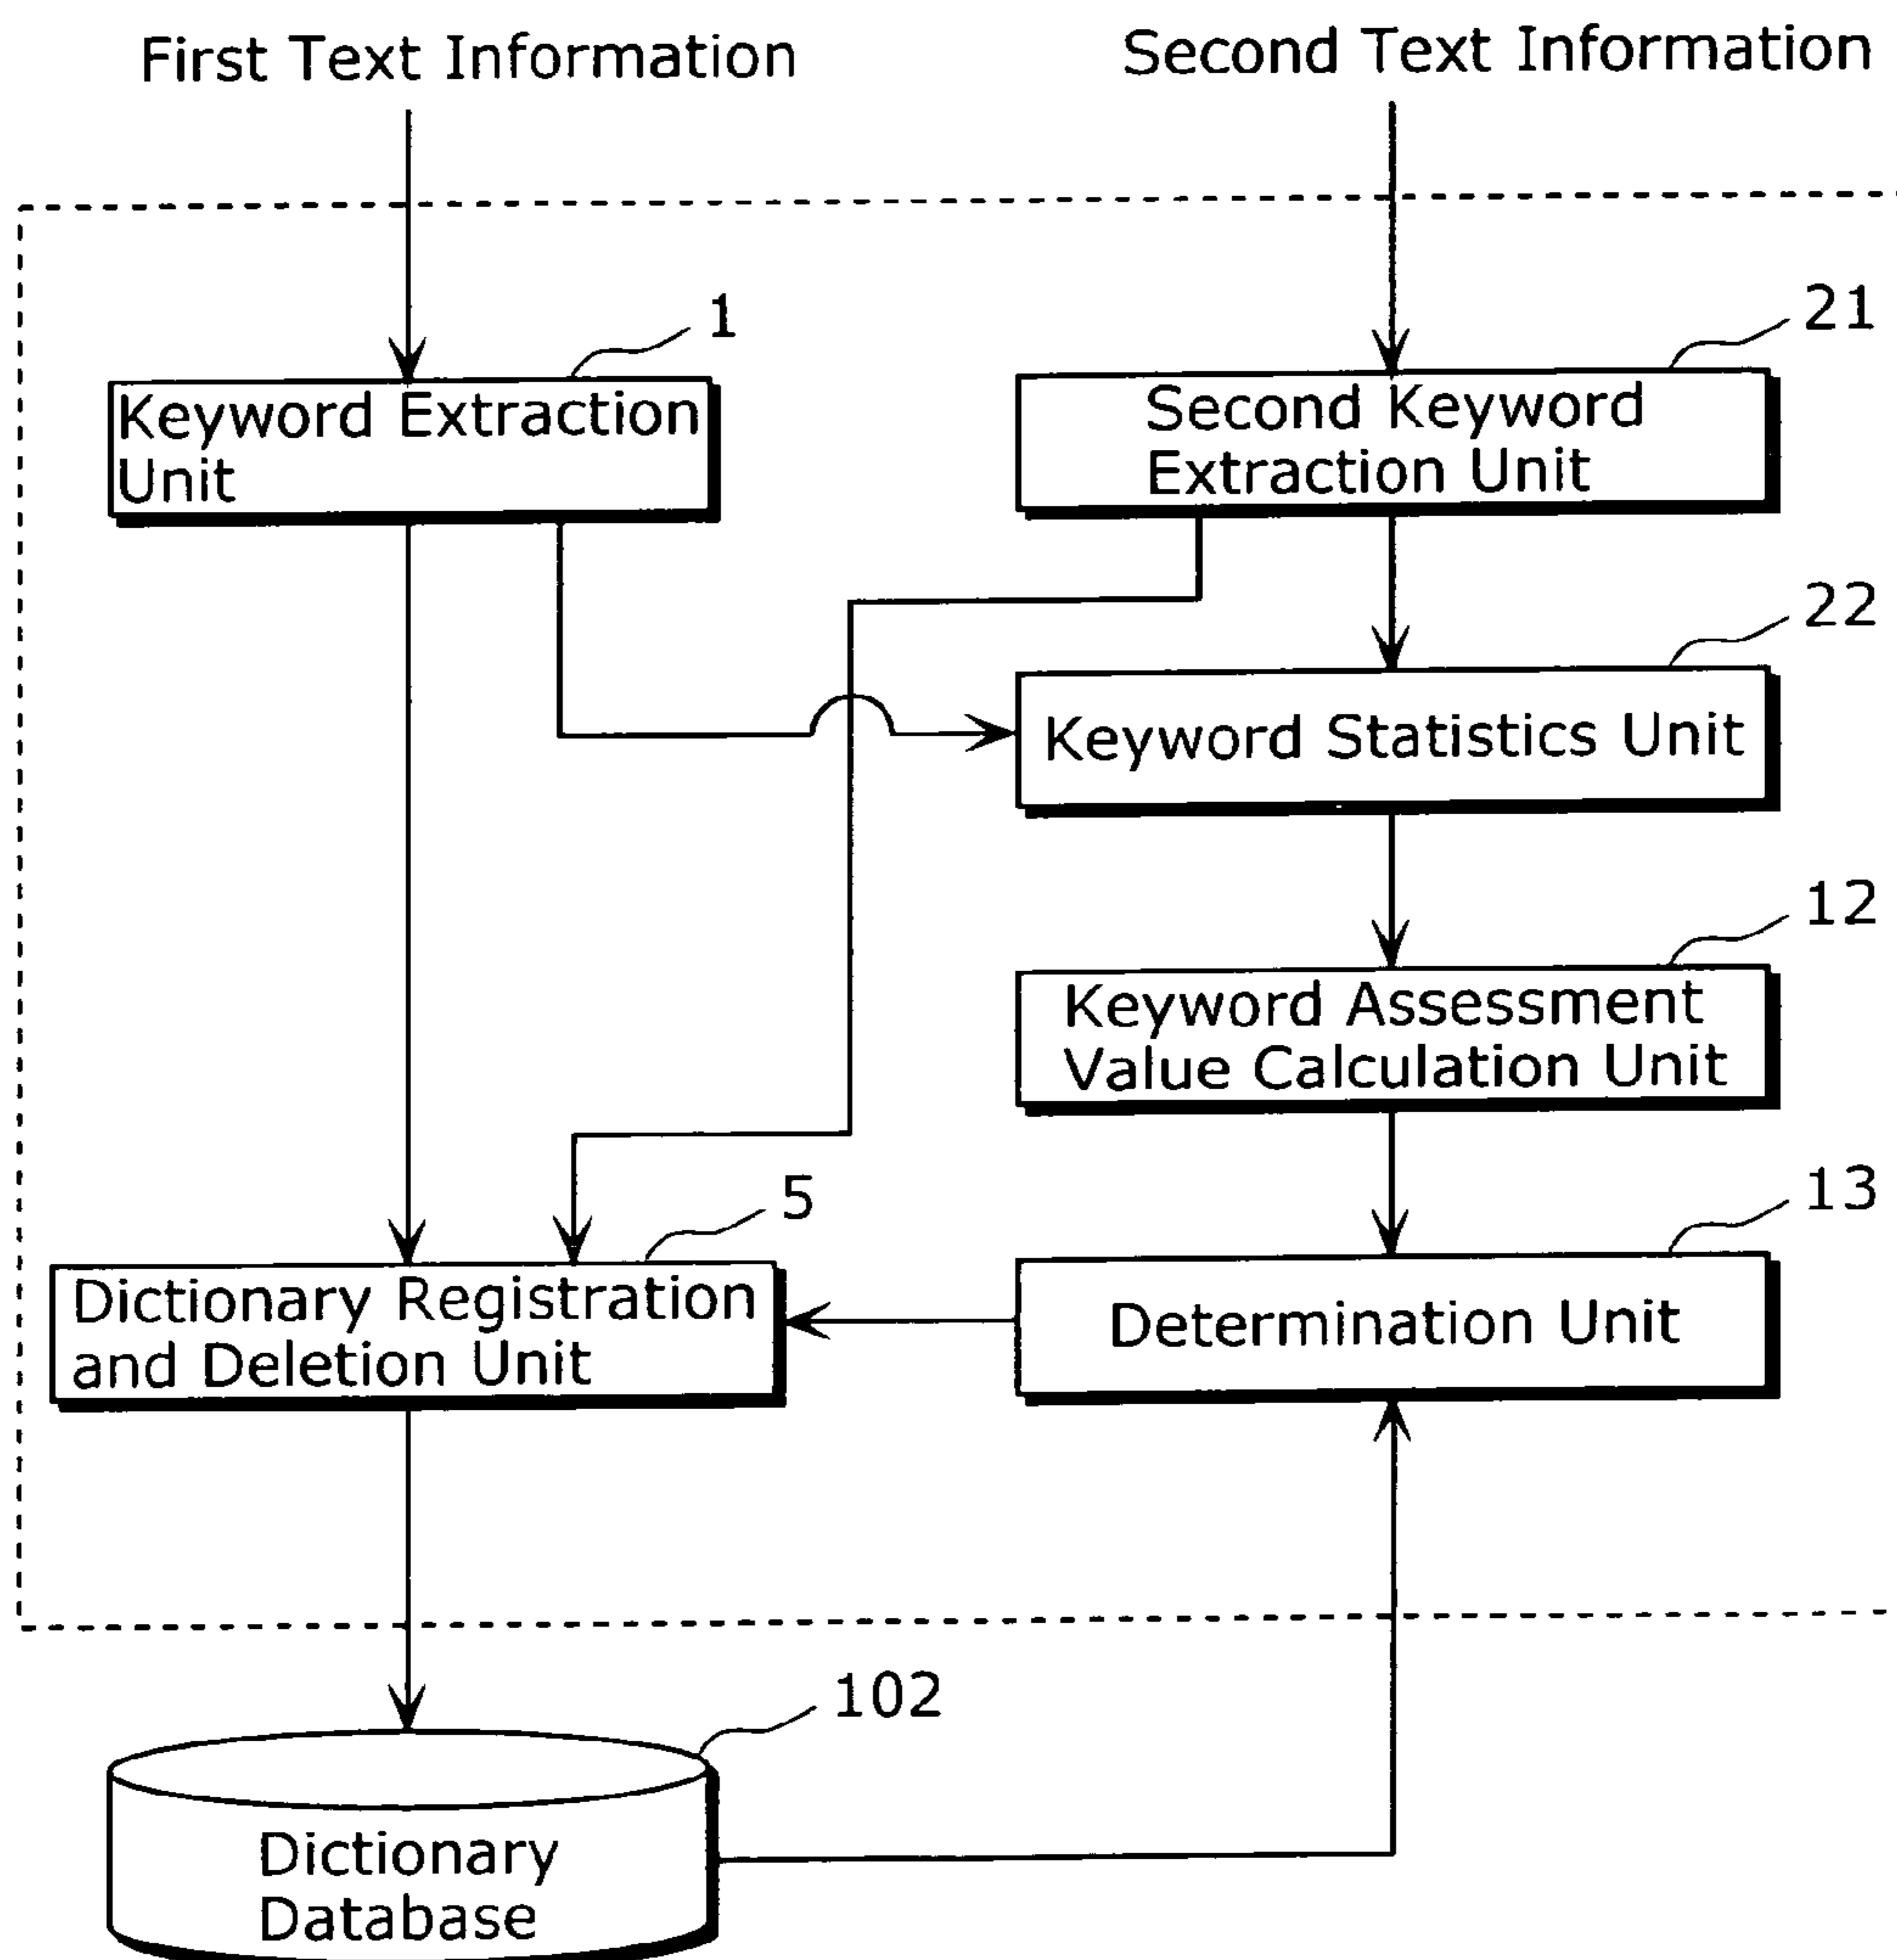 First Text Information
Second Text Information
1
21
Keyword Extraction
Unit
Second Keyword
Extraction Unit
22
Keyword Statistics Unit
12
Keyword Assessment
Value Calculation Unit
5
13
Dictionary Registration
and Deletion Unit
Determination Unit
102
Dictionary
Database